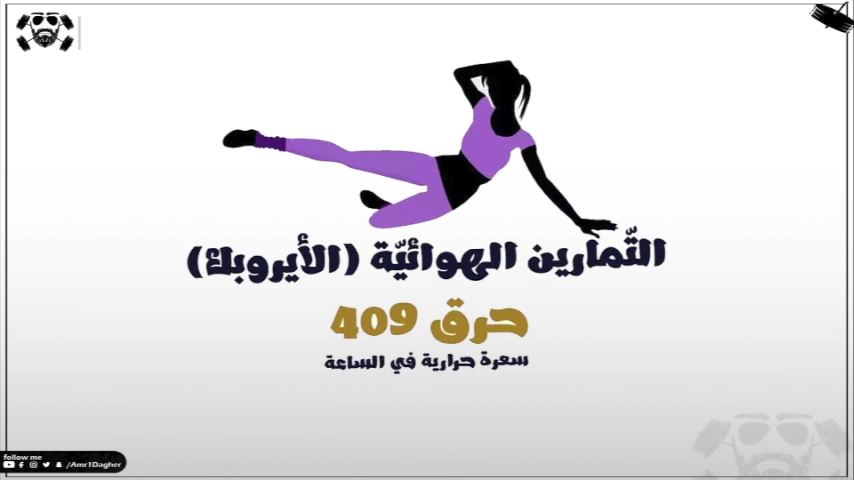 التّمارين الهوائيّة (الأيروبك)
حرق 409
سعرة حرارية في الساعة
follow me
/Amr1Dagher